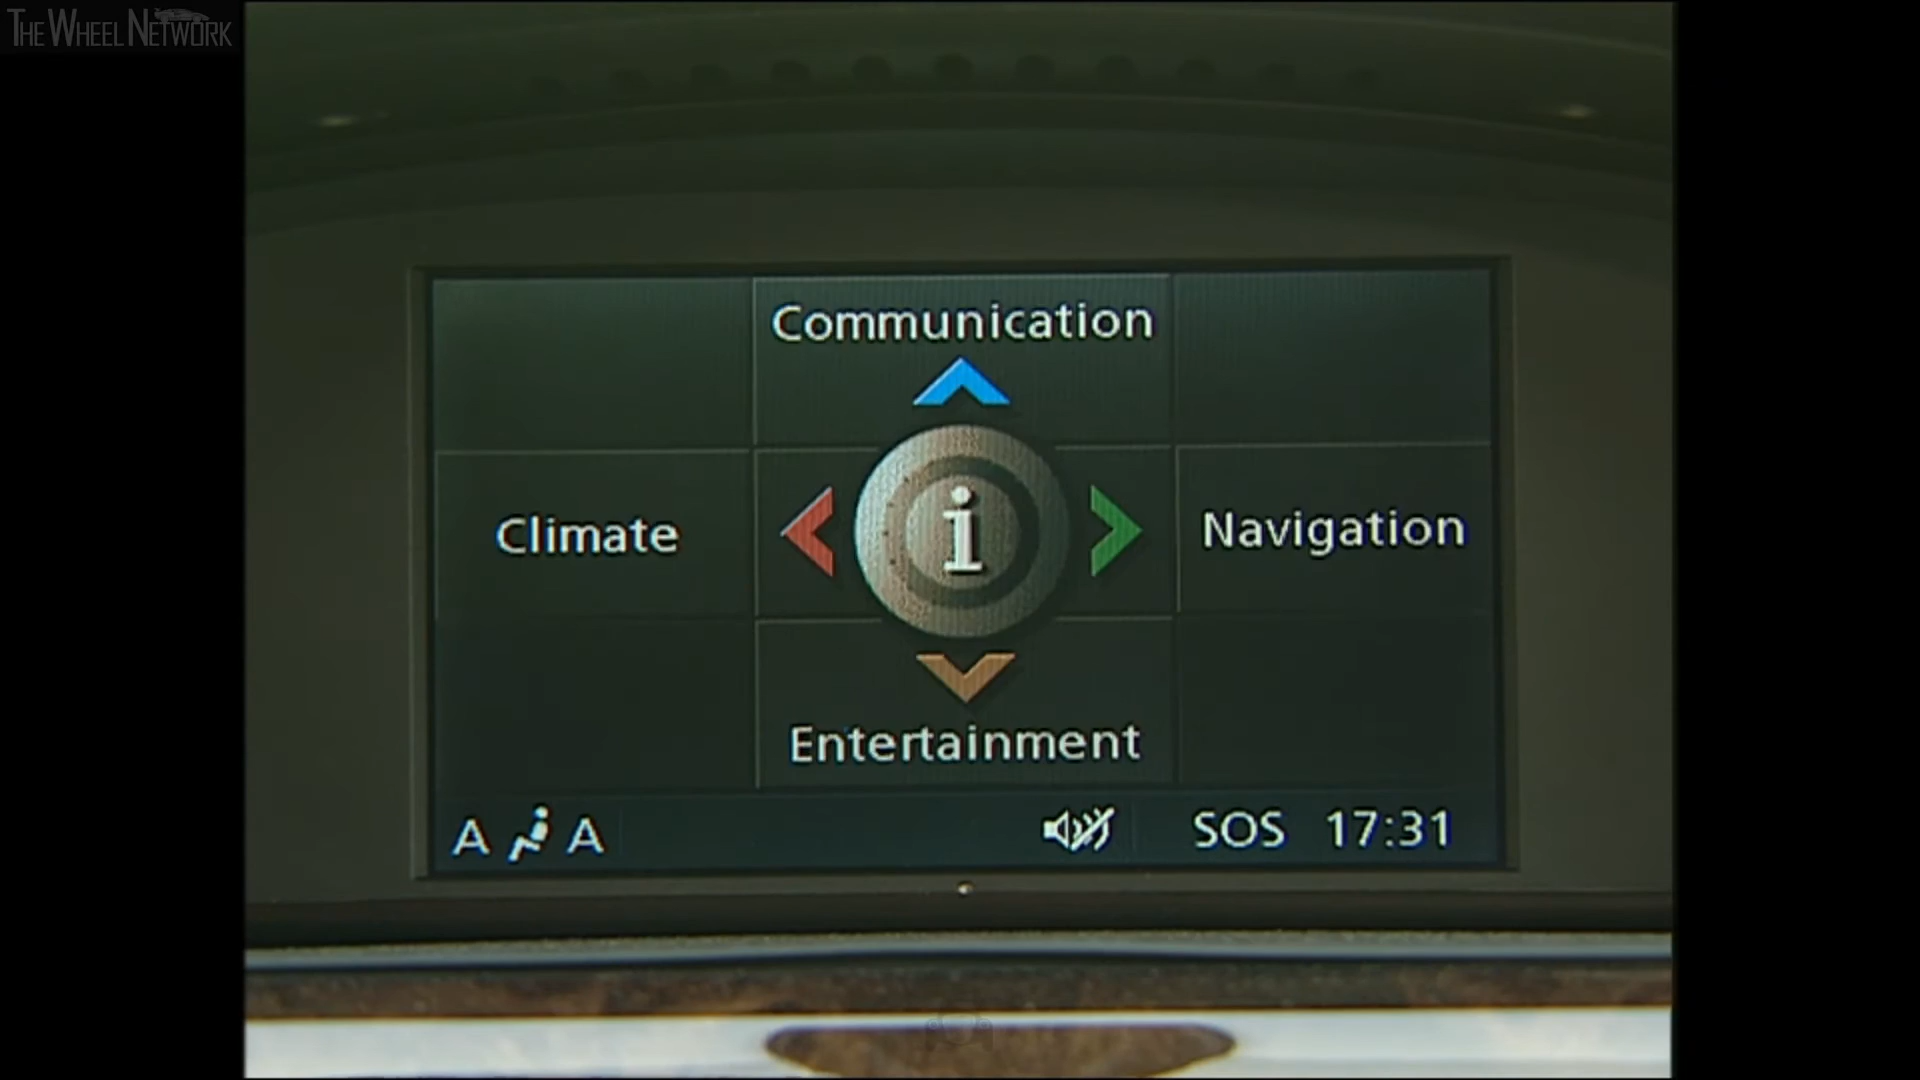 THE WHEEL NETWORK
Communication
Climate
i
Navigation
Entertainment
A A
SOS 17:31